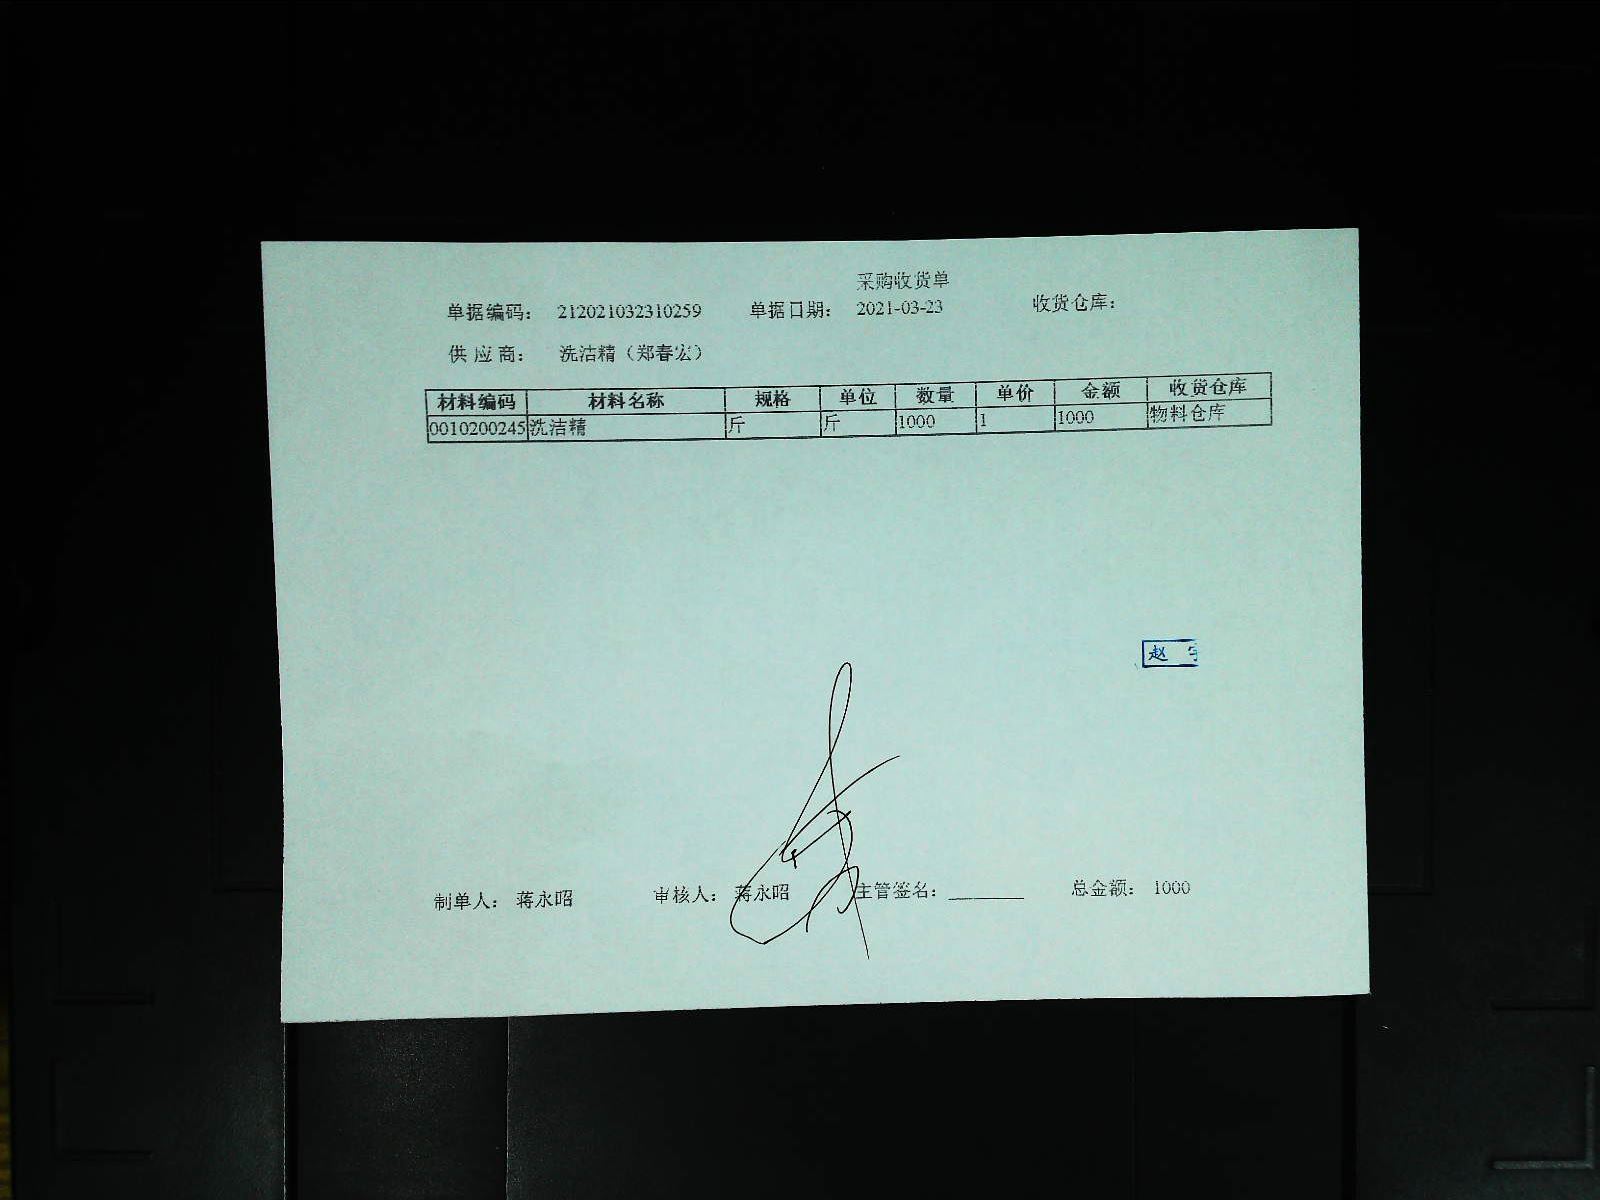 采购收货单
单据编码： 212021032310259 单据日期： 2021-03-23 收货仓库：
供 应 商： 洗洁精（郑春宏）
材料编码 材料名称 规格 单位 数量 单价 金额 收货仓库
0010200245 洗洁精 斤 斤 1000 1 1000 物料仓库
赵
制单人： 蒋永昭 审核人： 蒋永昭 主管签名： 总金额： 1000